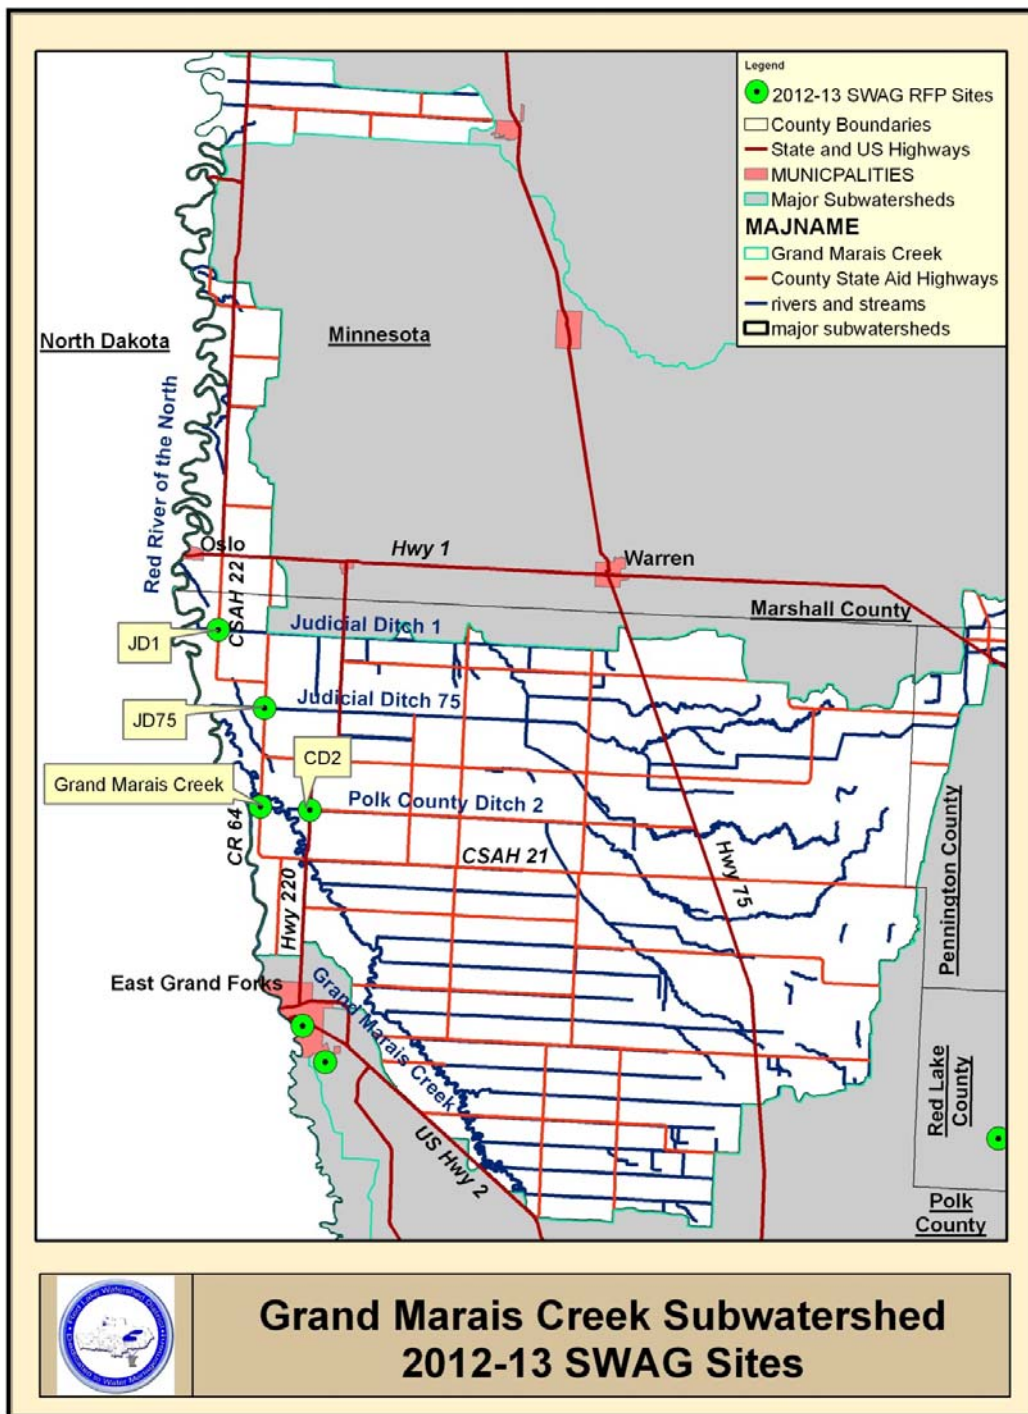 Legend
2012-13 SWAG RFP Sites
County Boundaries
State and US Highways
MUNICPALITIES
Major Subwatersheds
MAJNAME
Grand Marais Creek
County State Aid Highways
rivers and streams
major subwatersheds
North Dakota
Minnesota
Red River of the North
Oslo
Hwy 1
Warren
CSAH 22
Marshall County
JD1
Judicial Ditch 1
JD75
Judicial Ditch 75
CD2
Grand Marais Creek
Polk County Ditch 2
CR 64
CSAH 21
Hwy 75
Hwy 220
Pennington County
East Grand Forks
Grand Marais Creek
US Hwy 2
Red Lake
County
Polk
County
Grand Marais Creek Subwatershed
2012-13 SWAG Sites